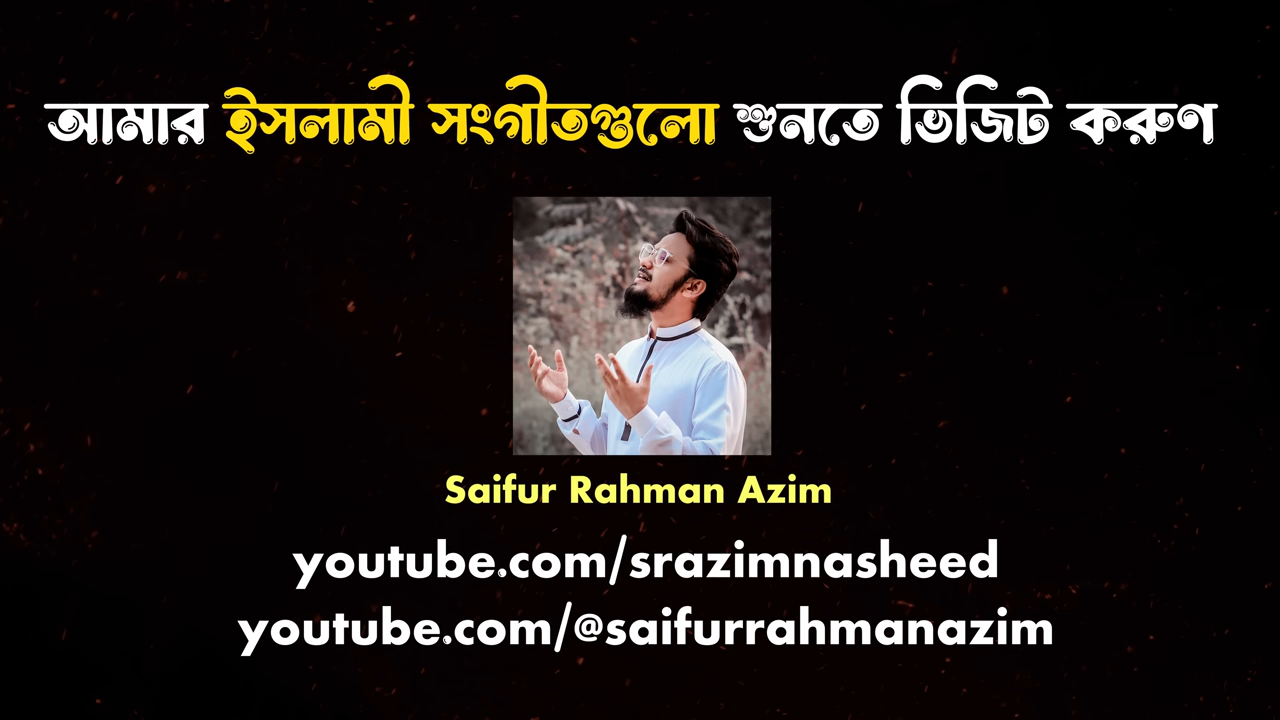 আমার ইসলামী সংগীতগুলো শুনতে ভিজিট করুণ
Saifur Rahman Azim
youtube.com/srazimnasheed
youtube.com/@saifurrahmanazim